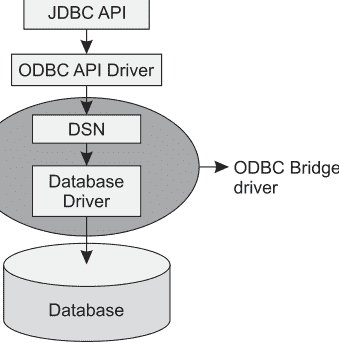 JDBC API
ODBC API Driver
DSN
Database
Driver
ODBC Bridge
driver
Database